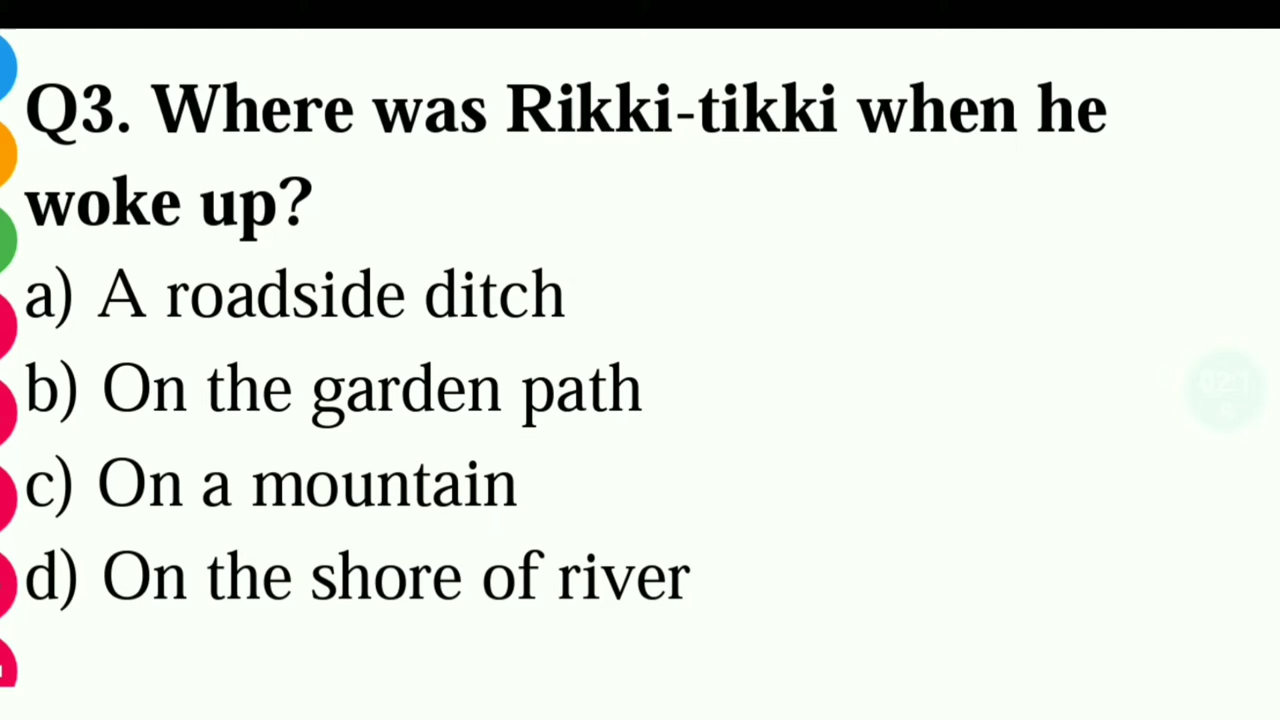 Q3. Where was Rikki-tikki when he
woke up?
a) A roadside ditch
b) On the garden path
c) On a mountain
d) On the shore of river